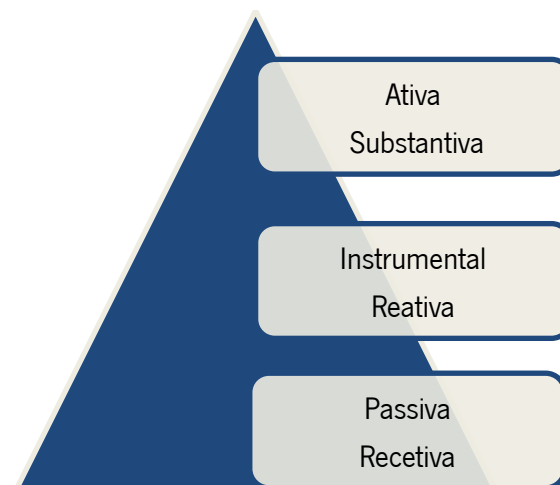 Ativa
Substantiva
Instrumental
Reativa
Passiva
Recetiva